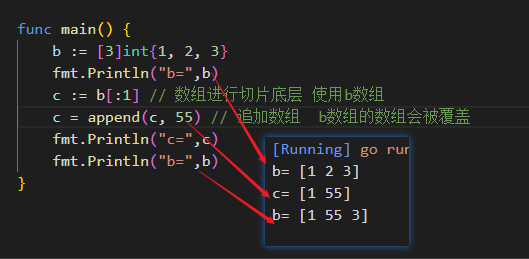 func main() {
b := [3]int{1, 2, 3}
fmt.Println("b=",b)
c := b[:1] // 数组进行切片底层 使用b数组
c = append(c, 55) // 追加数组 b数组的数组会被覆盖
fmt.Println("c=",c)
fmt.Println("b=",b)
}
[Running] go run
b= [1 2 3]
c= [1 55]
b= [1 55 3]